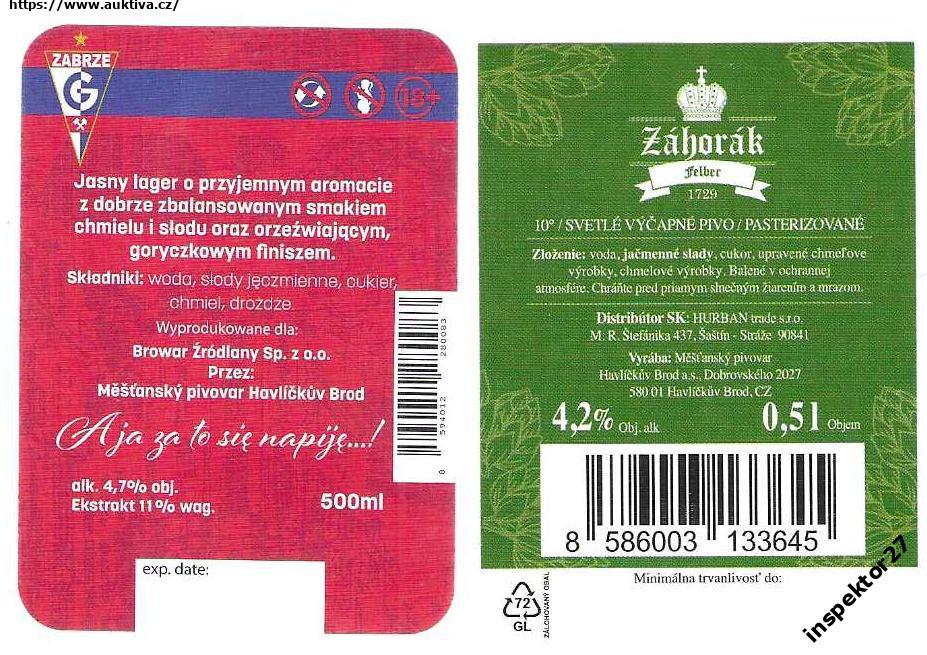 https://www.auktiva.cz/
ZABRZE
G
18+
Jasny lager o przyjemnym aromacie
z dobrze zbalansowanym smakiem
chmielu i słodu oraz orzeźwiającym,
goryczkowym finiszem.
Składniki: woda, słody jęczmienne, cukier,
chmiel, drożdże.
Wyprodukowane dla:
Browar Źródlany Sp. z o.o.
Przez:
Měšťanský pivovar Havlíčkův Brod
A ja za to się napiję...!
alk. 4,7% obj.
Ekstrakt 11% wag.
500ml
8 594012 280083
exp. date:
Záhorák
Felber
1729
10° / SVETLÉ VÝČAPNÉ PIVO / PASTERIZOVANÉ
Zloženie: voda, jačmenné slady, cukor, upravené chmeľove
výrobky, chmelové výrobky. Balené v ochrannej
atmosfére. Chráňte pred priamym slnečným žiarením a mrazom.
Distribútor SK: HURBAN trade s.r.o.
M. R. Štefánika 437, Šaštín - Stráže 90841
Vyrába: Měšťanský pivovar
Havlíčkův Brod a.s., Dobrovského 2027
580 01 Havlíčkův Brod, CZ
4,2% Obj. alk
0,5 l Objem
8 586003 133645
Minimálna trvanlivosť do:
72
GL
ZÁLOHOVANÝ OBAL
inspektor27